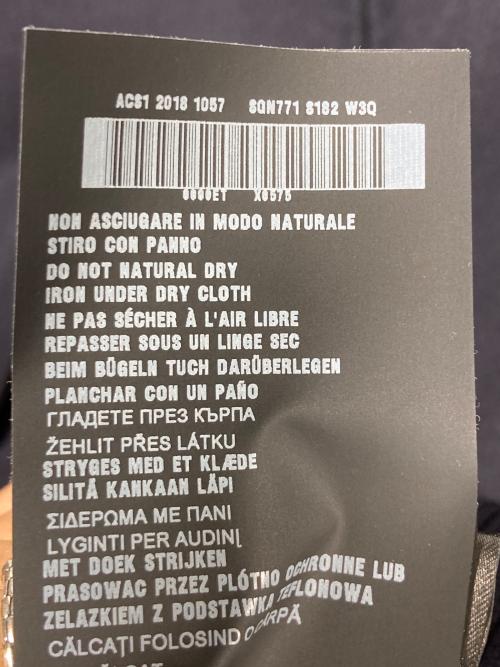 ACS1 2018 1057 SGN771 S182 W3Q
X0575
NON ASCIUGARE IN MODO NATURALE
STIRO CON PANNO
DO NOT NATURAL DRY
IRON UNDER DRY CLOTH
NE PAS SÉCHER À L'AIR LIBRE
REPASSER SOUS UN LINGE SEC
BEIM BÜGELN TUCH DARÜBERLEGEN
PLANCHAR CON UN PAÑO
ГЛАДЕТЕ ПРЕЗ КЪРПА
ŽEHLIT PŘES LÁTKU
STRYGES MED ET KLÆDE
SILITÄ KANKAAN LÄPI
ΣΙΔΕΡΩΜΑ ΜΕ ΠΑΝΙ
LYGINTI PER AUDINĮ
MET DOEK STRIJKEN
PRASOWAC PRZEZ PLÓTNO OCHRONNE LUB
ZELAZKIEM Z PODSTAWKA TEFLONOWA
CĂLCAȚI FOLOSIND